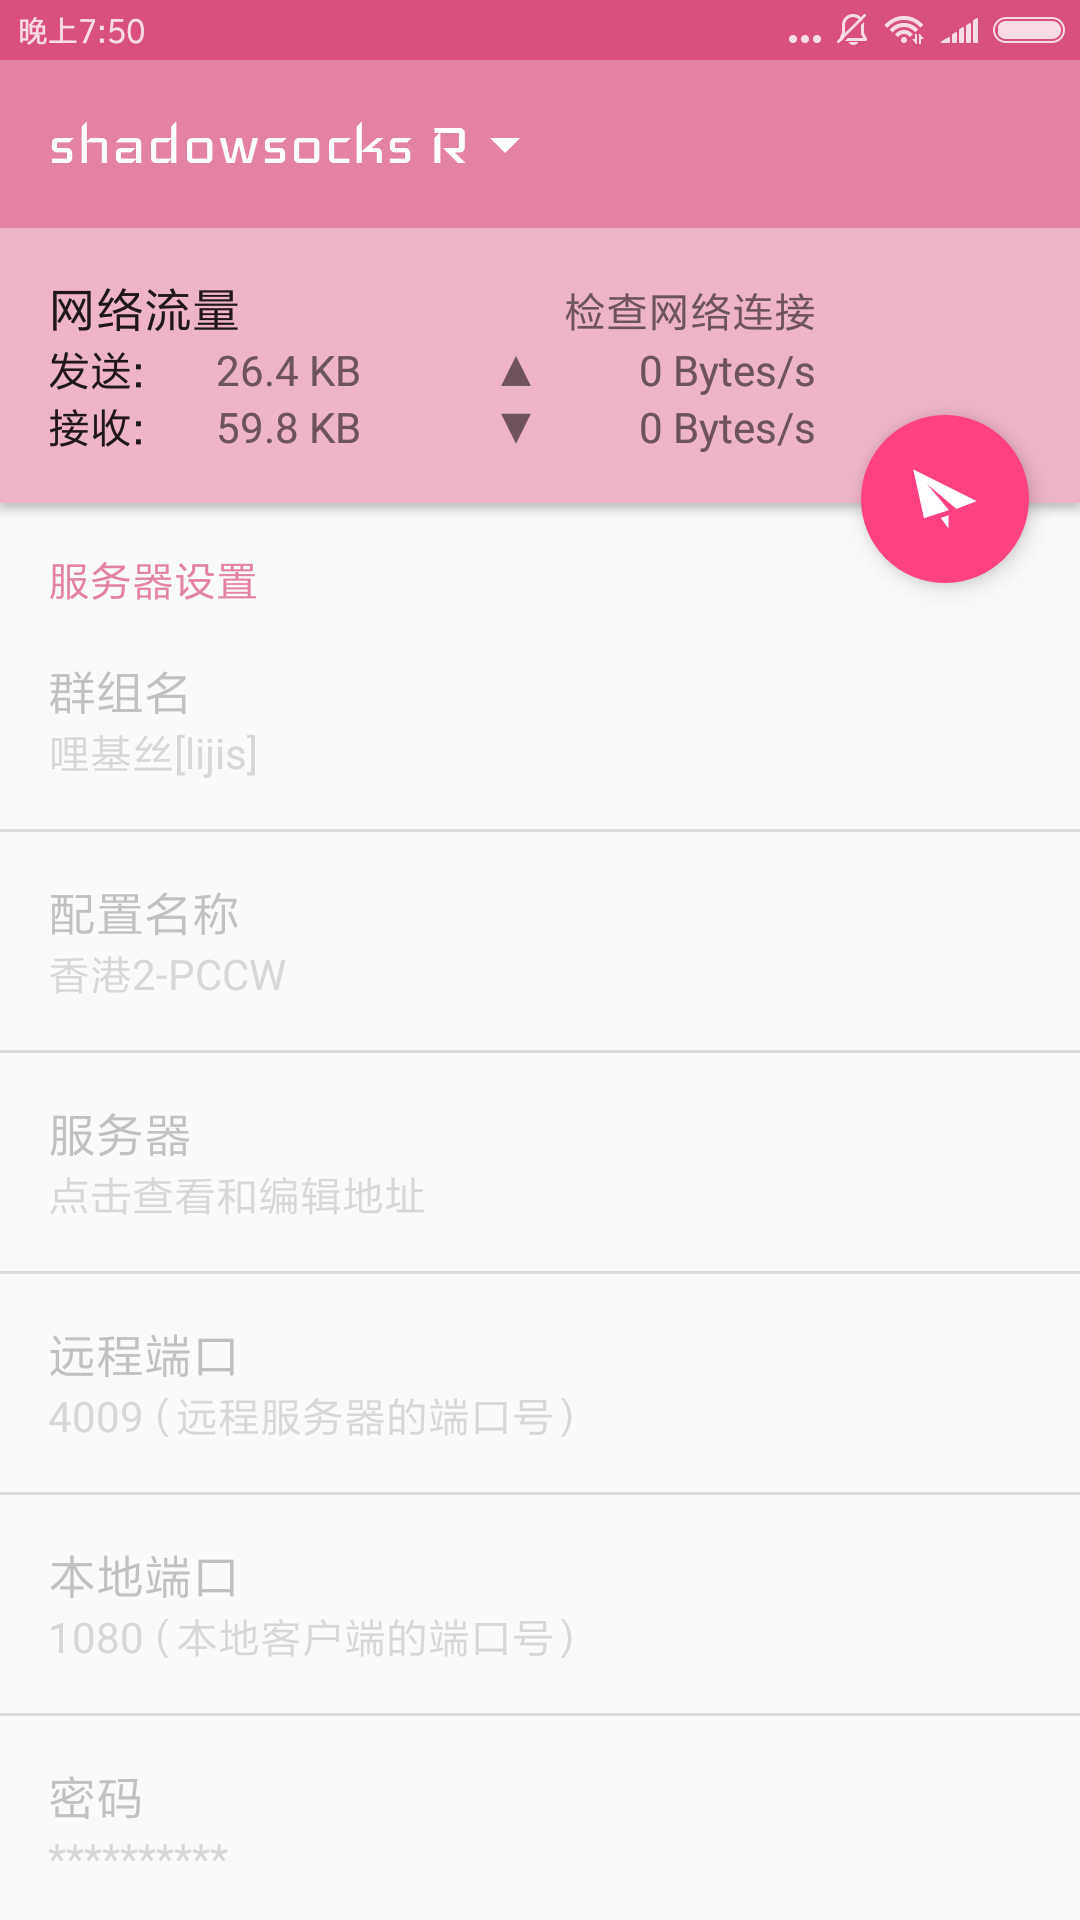 晚上7:50
shadowsocks R
网络流量 检查网络连接
发送: 26.4 KB ▲ 0 Bytes/s
接收: 59.8 KB ▼ 0 Bytes/s
服务器设置
群组名
哩基丝[lijis]
配置名称
香港2-PCCW
服务器
点击查看和编辑地址
远程端口
4009（远程服务器的端口号）
本地端口
1080（本地客户端的端口号）
密码
**********